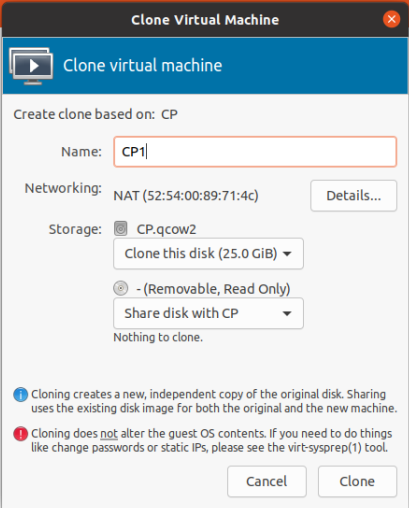 Clone Virtual Machine
Clone virtual machine
Create clone based on: CP
Name: CP1
Networking: NAT (52:54:00:89:71:4c) Details...
Storage: CP.qcow2
Clone this disk (25.0 GiB)
- (Removable, Read Only)
Share disk with CP
Nothing to clone.
Cloning creates a new, independent copy of the original disk. Sharing
uses the existing disk image for both the original and the new machine.
Cloning does not alter the guest OS contents. If you need to do things
like change passwords or static IPs, please see the virt-sysprep(1) tool.
Cancel Clone